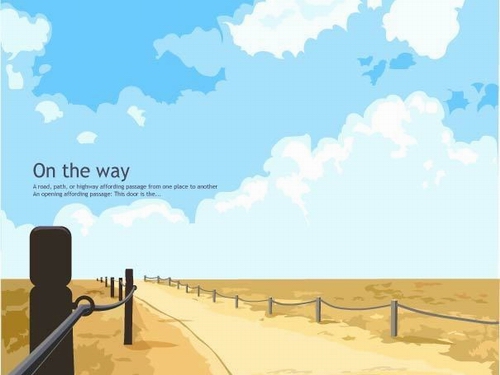 On the way
A road, path, or highway affording passage from one place to another
An opening affording passage: This door is the...